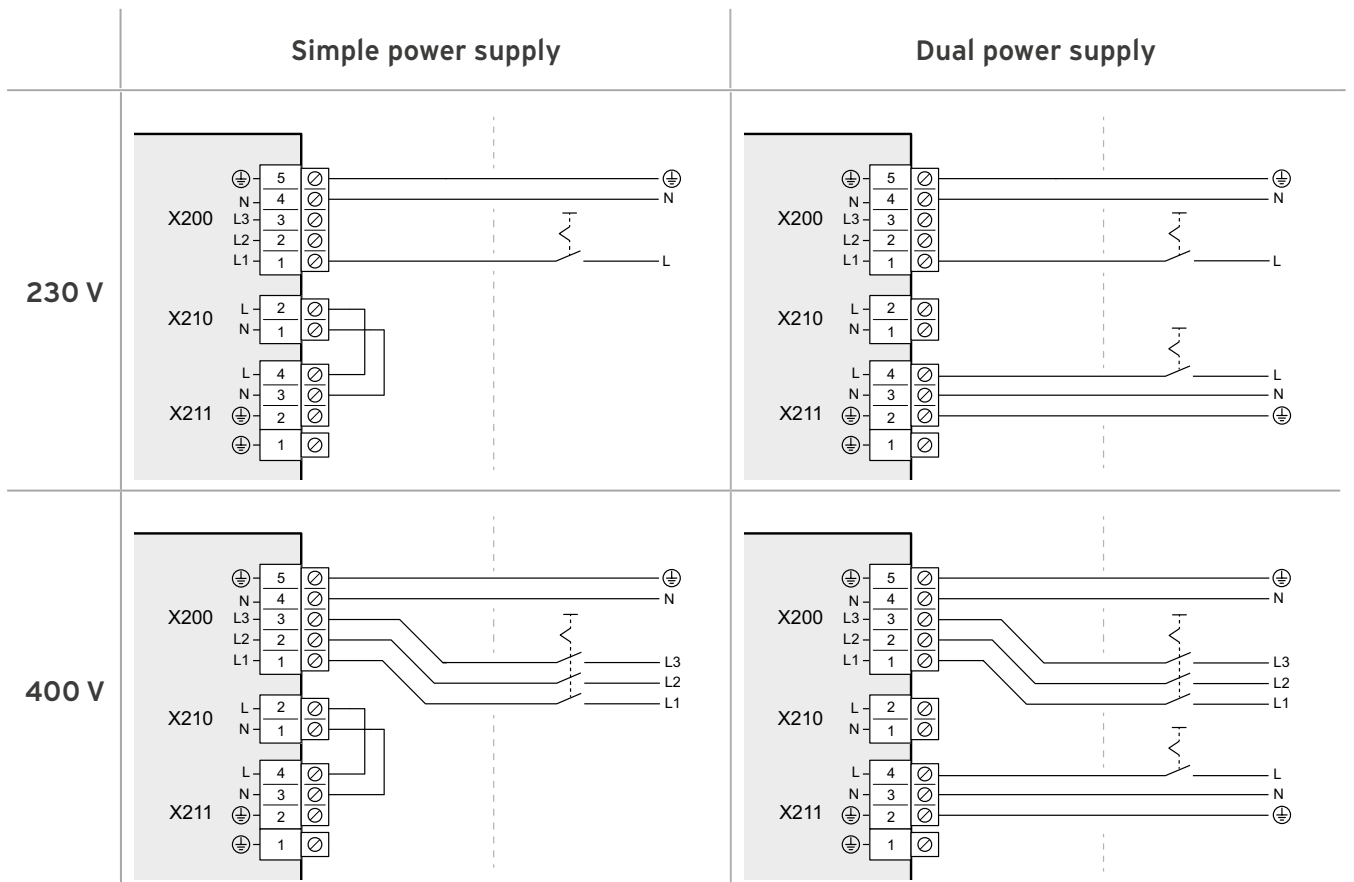 Simple power supply
Dual power supply
230 V
X200
5
N 4 N
L3 3
L2 2
L1 1 L
X210
L 2
N 1
X211
L 4
N 3
2
1
X200
5
N 4 N
L3 3
L2 2
L1 1 L
X210
L 2
N 1
X211
L 4 L
N 3 N
2
1
400 V
X200
5
N 4 N
L3 3
L2 2
L1 1
L3
L2
L1
X210
L 2
N 1
X211
L 4
N 3
2
1
X200
5
N 4 N
L3 3
L2 2
L1 1
L3
L2
L1
X210
L 2
N 1
X211
L 4 L
N 3 N
2
1